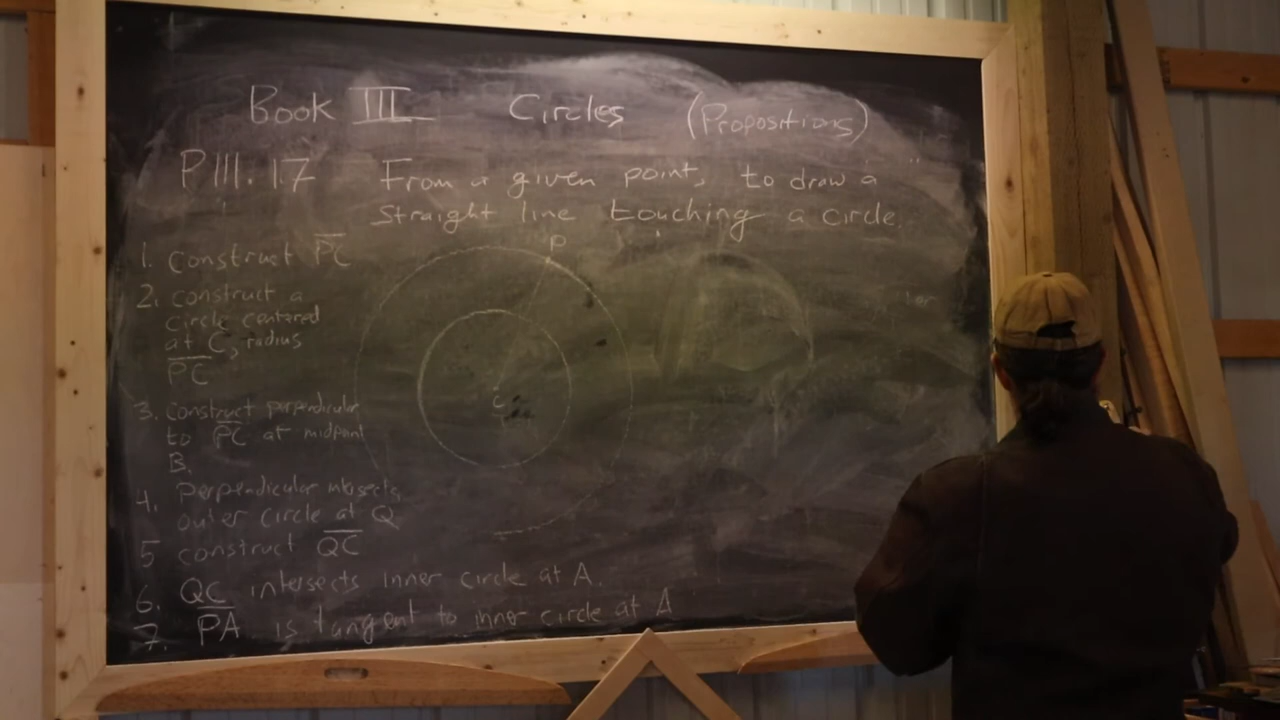 Book III Circles (Propositions)
P III. 17 From a given point, to draw a
straight line touching a circle.
1. construct PC
2. construct a
circle centered
at C, radius
PC
3. Construct perpendicular
to PC at midpoint
B.
4. Perpendicular intersects
outer circle at Q
5 construct QC
6. QC intersects inner circle at A.
7. PA is tangent to inner circle at A
P
C